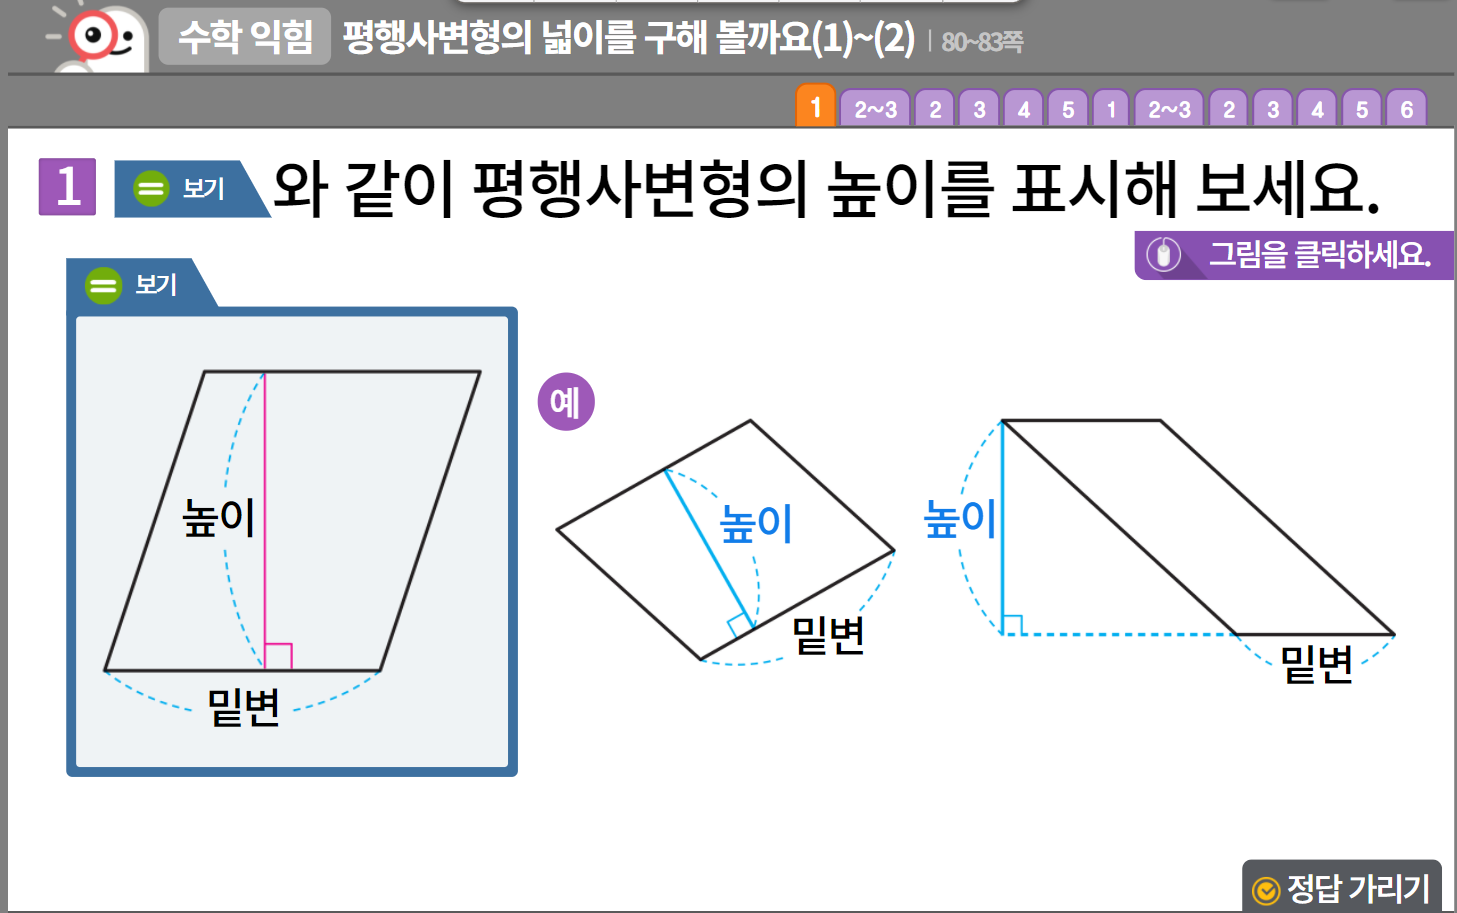 수학 익힘 평행사변형의 넓이를 구해 볼까요(1)~(2) | 80~83쪽
1 2~3 2 3 4 5 1 2~3 2 3 4 5 6
1 보기 와 같이 평행사변형의 높이를 표시해 보세요.
그림을 클릭하세요.
보기
높이
밑변
예
높이
밑변
높이
밑변
정답 가리기